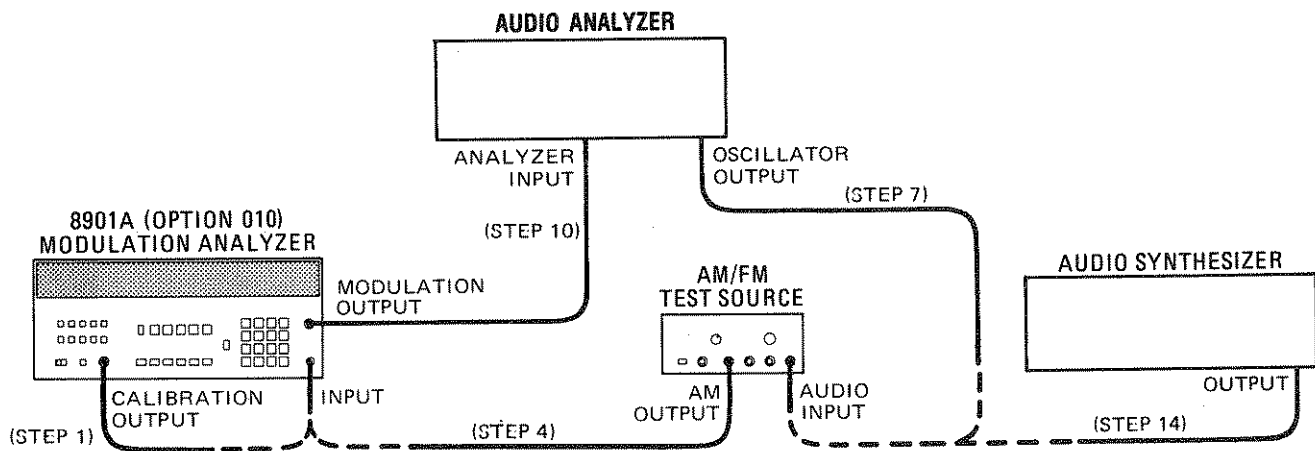 AUDIO ANALYZER
ANALYZER
INPUT
OSCILLATOR
OUTPUT
(STEP 7)
(STEP 10)
8901A (OPTION 010)
MODULATION ANALYZER
MODULATION
OUTPUT
AM/FM
TEST SOURCE
AUDIO SYNTHESIZER
CALIBRATION
OUTPUT
INPUT
AM
OUTPUT
AUDIO
INPUT
OUTPUT
(STEP 1)
(STEP 4)
(STEP 14)